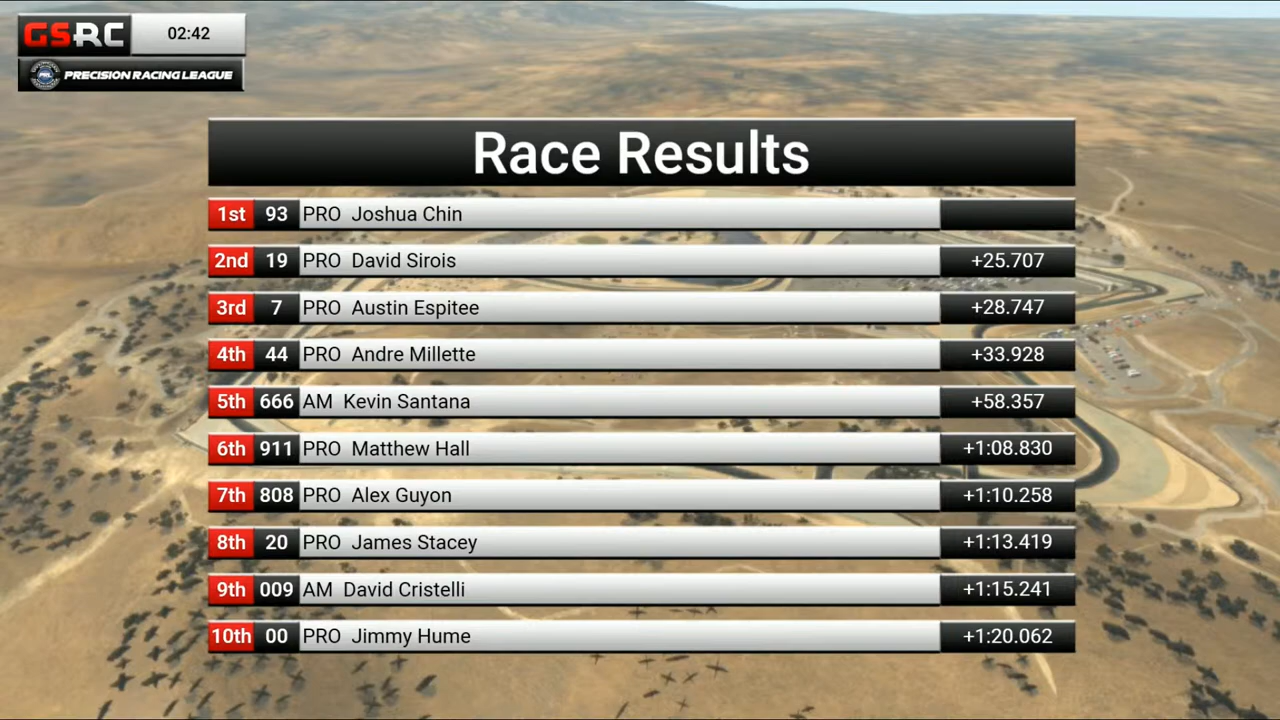 GSRC 02:42
PRECISION RACING LEAGUE
Race Results
1st 93 PRO Joshua Chin
2nd 19 PRO David Sirois +25.707
3rd 7 PRO Austin Espitee +28.747
4th 44 PRO Andre Millette +33.928
5th 666 AM Kevin Santana +58.357
6th 911 PRO Matthew Hall +1:08.830
7th 808 PRO Alex Guyon +1:10.258
8th 20 PRO James Stacey +1:13.419
9th 009 AM David Cristelli +1:15.241
10th 00 PRO Jimmy Hume +1:20.062